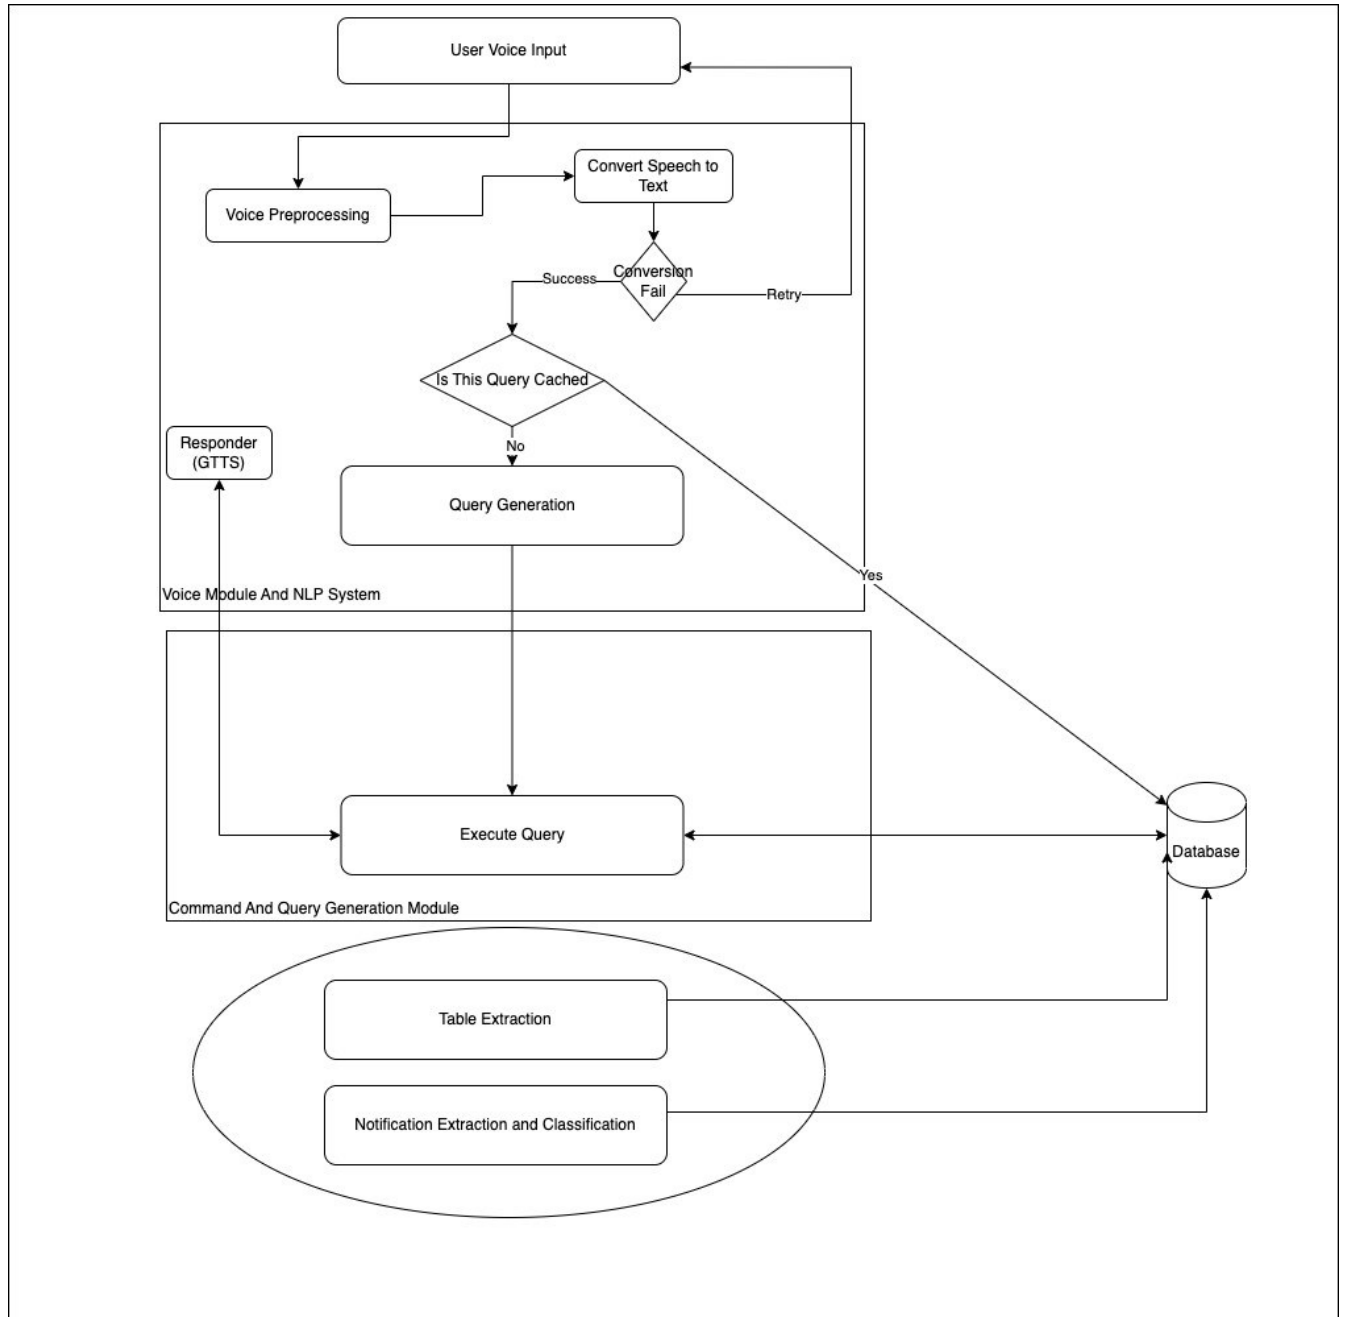 User Voice Input
Convert Speech to
Text
Voice Preprocessing
Conversion
Fail
Success
Retry
Is This Query Cached
No
Responder
(GTTS)
Query Generation
Yes
Voice Module And NLP System
Execute Query
Database
Command And Query Generation Module
Table Extraction
Notification Extraction and Classification